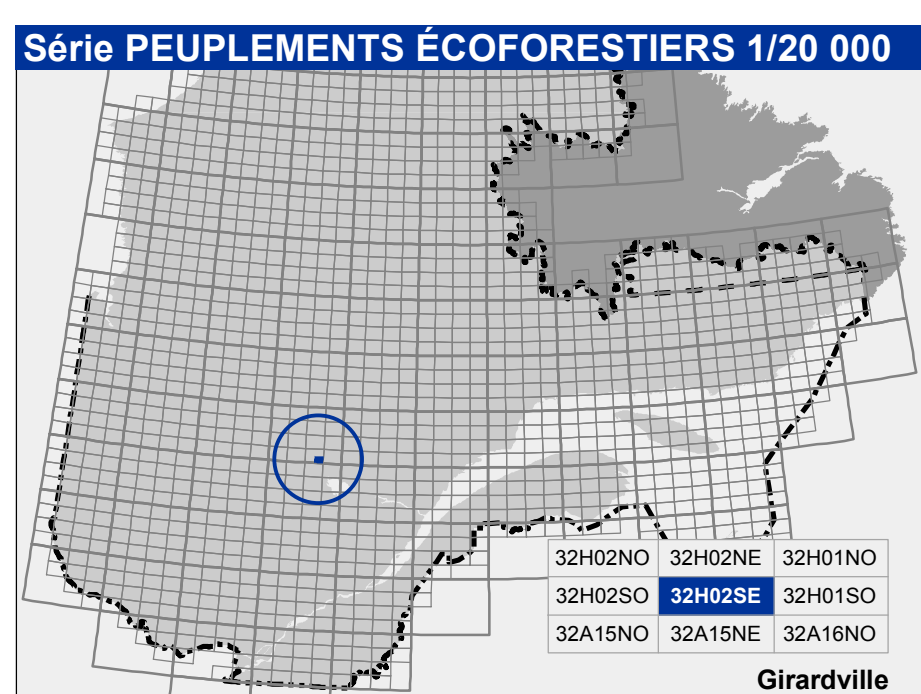 Série PEUPLEMENTS ÉCOFORESTIERS 1/20 000
32H02NO 32H02NE 32H01NO
32H02SO 32H02SE 32H01SO
32A15NO 32A15NE 32A16NO
Girardville